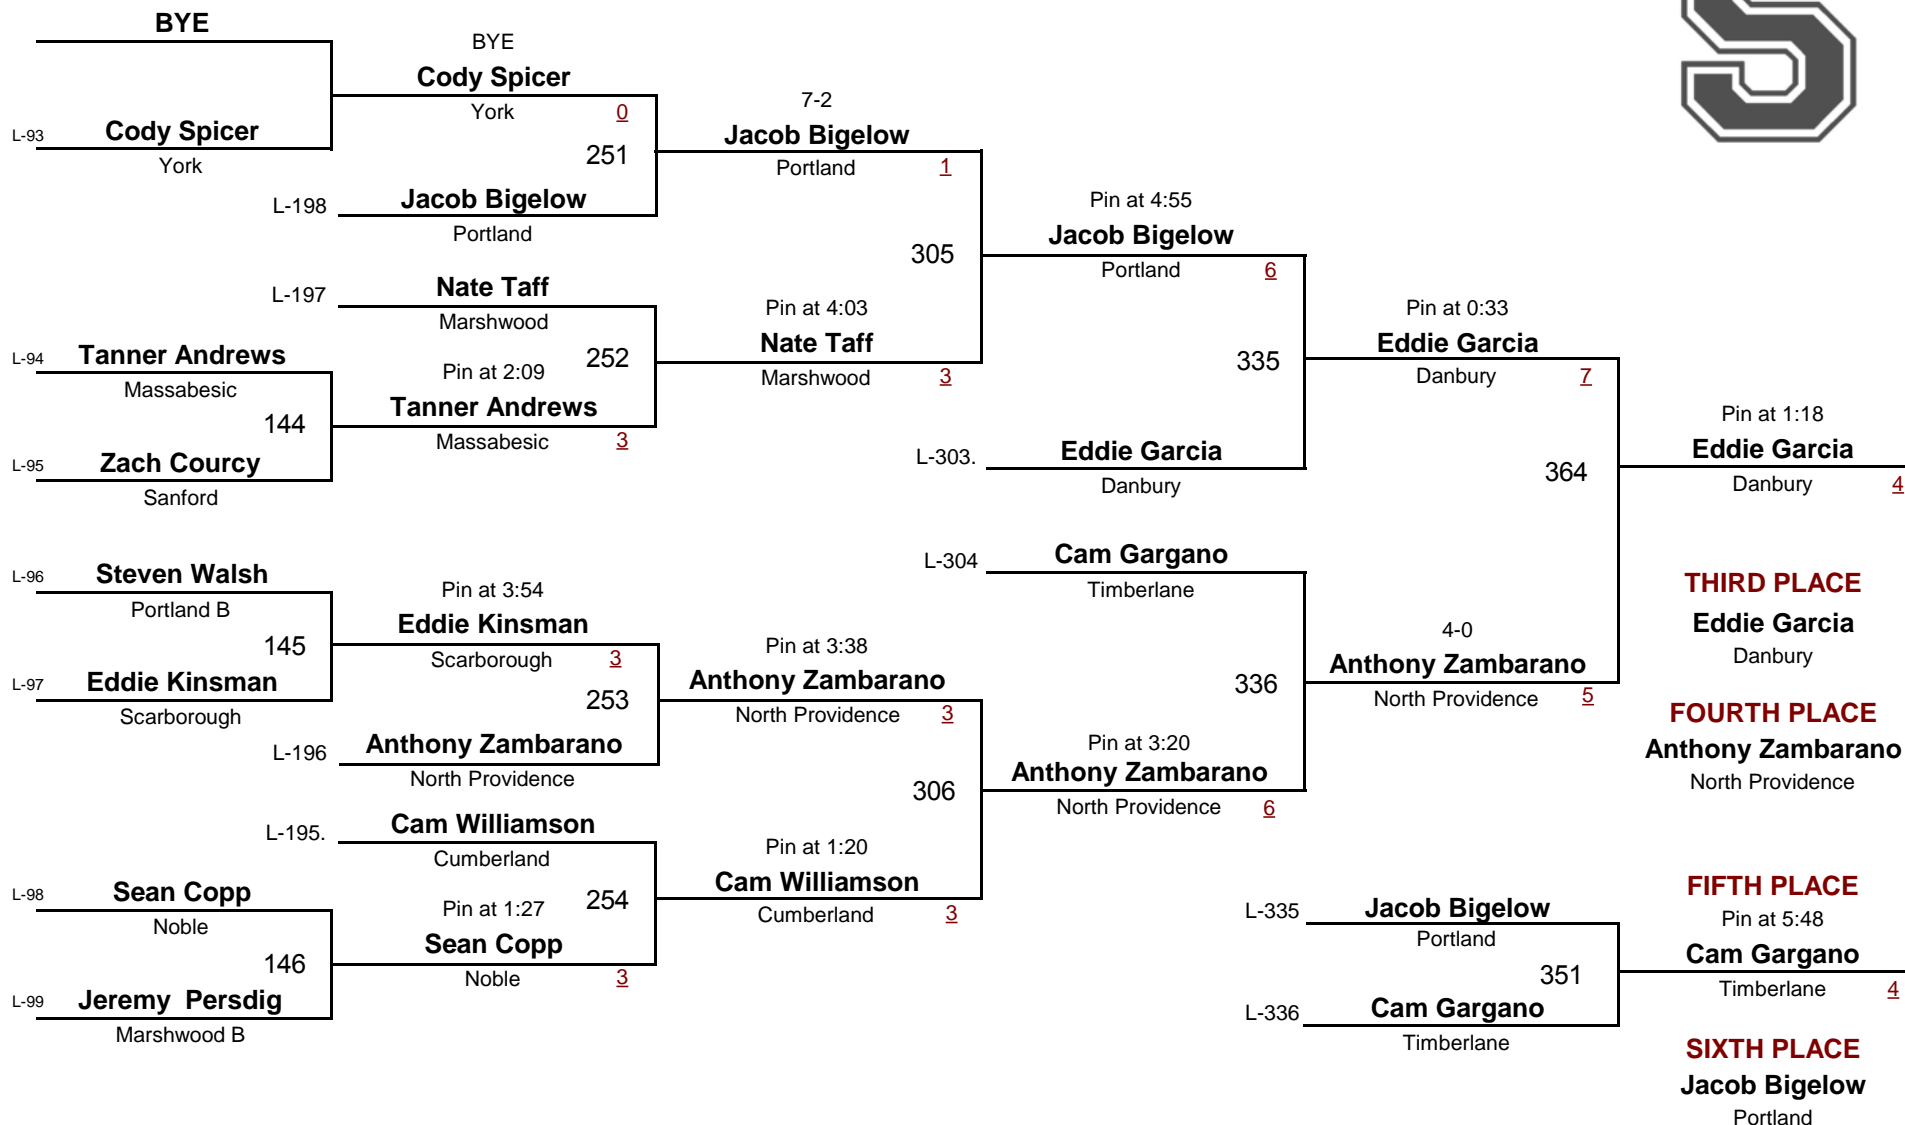 BYE
L-93 Cody Spicer
York
L-94 Tanner Andrews
Massabesic
144
L-95 Zach Courcy
Sanford
L-96 Steven Walsh
Portland B
145
L-97 Eddie Kinsman
Scarborough
L-98 Sean Copp
Noble
146
L-99 Jeremy  Persdig
Marshwood B
BYE
Cody Spicer
York 0
251
L-198 Jacob Bigelow
Portland
L-197 Nate Taff
Marshwood
252
Pin at 2:09
Tanner Andrews
Massabesic 3
Pin at 3:54
Eddie Kinsman
Scarborough 3
253
L-196 Anthony Zambarano
North Providence
L-195. Cam Williamson
Cumberland
254
Pin at 1:27
Sean Copp
Noble 3
7-2
Jacob Bigelow
Portland 1
305
Pin at 4:03
Nate Taff
Marshwood 3
Pin at 3:38
Anthony Zambarano
North Providence 3
306
Pin at 1:20
Cam Williamson
Cumberland 3
Pin at 4:55
Jacob Bigelow
Portland 6
335
L-303. Eddie Garcia
Danbury
L-304 Cam Gargano
Timberlane
336
Pin at 3:20
Anthony Zambarano
North Providence 6
Pin at 0:33
Eddie Garcia
Danbury 7
364
4-0
Anthony Zambarano
North Providence 5
L-335 Jacob Bigelow
Portland
351
L-336 Cam Gargano
Timberlane
S
Pin at 1:18
Eddie Garcia
Danbury 4
THIRD PLACE
Eddie Garcia
Danbury
FOURTH PLACE
Anthony Zambarano
North Providence
FIFTH PLACE
Pin at 5:48
Cam Gargano
Timberlane 4
SIXTH PLACE
Jacob Bigelow
Portland